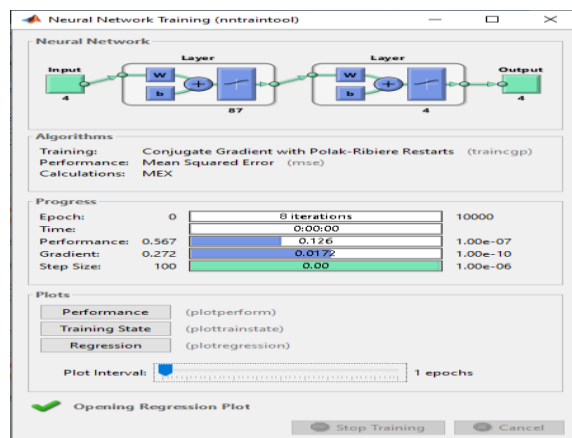 Neural Network Training (nntraintool)
Neural Network
Layer Layer
Input Output
W W
b b
4 4
87 4
Algorithms
Training: Conjugate Gradient with Polak-Ribiere Restarts (traincgp)
Performance: Mean Squared Error (mse)
Calculations: MEX
Progress
Epoch: 0 8 iterations 10000
Time: 0:00:00
Performance: 0.567 0.126 1.00e-07
Gradient: 0.272 0.0172 1.00e-10
Step Size: 100 0.00 1.00e-06
Plots
Performance (plotperform)
Training State (plottrainstate)
Regression (plotregression)
Plot Interval: 1 epochs
Opening Regression Plot
Stop Training Cancel